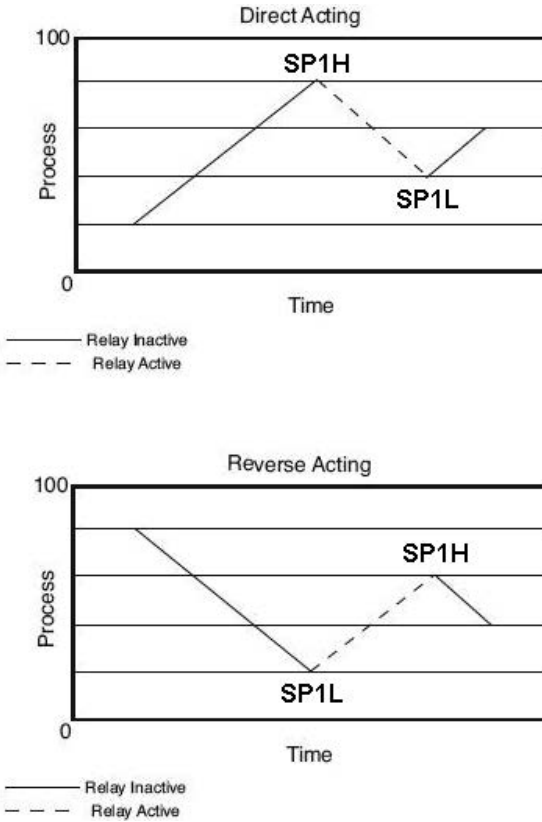 Direct Acting
100
SP1H
Process
SP1L
0
Time
Relay Inactive
Relay Active
Reverse Acting
100
SP1H
Process
SP1L
0
Time
Relay Inactive
Relay Active